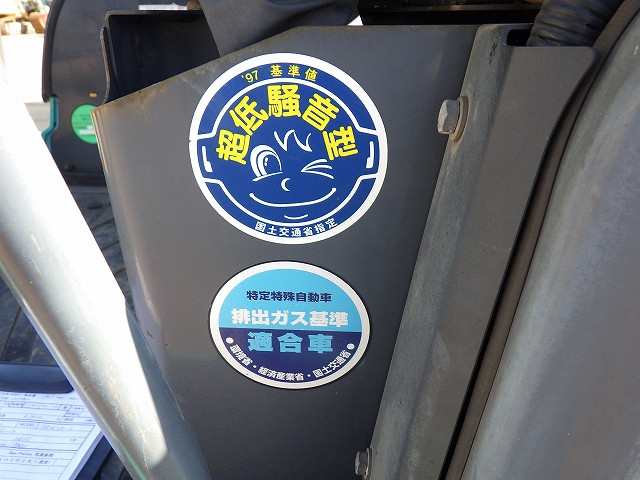 '97 基準値
超低騒音型
国土交通省指定
特定特殊自動車
排出ガス基準
適合車
●環境省・経済産業省・国土交通省●